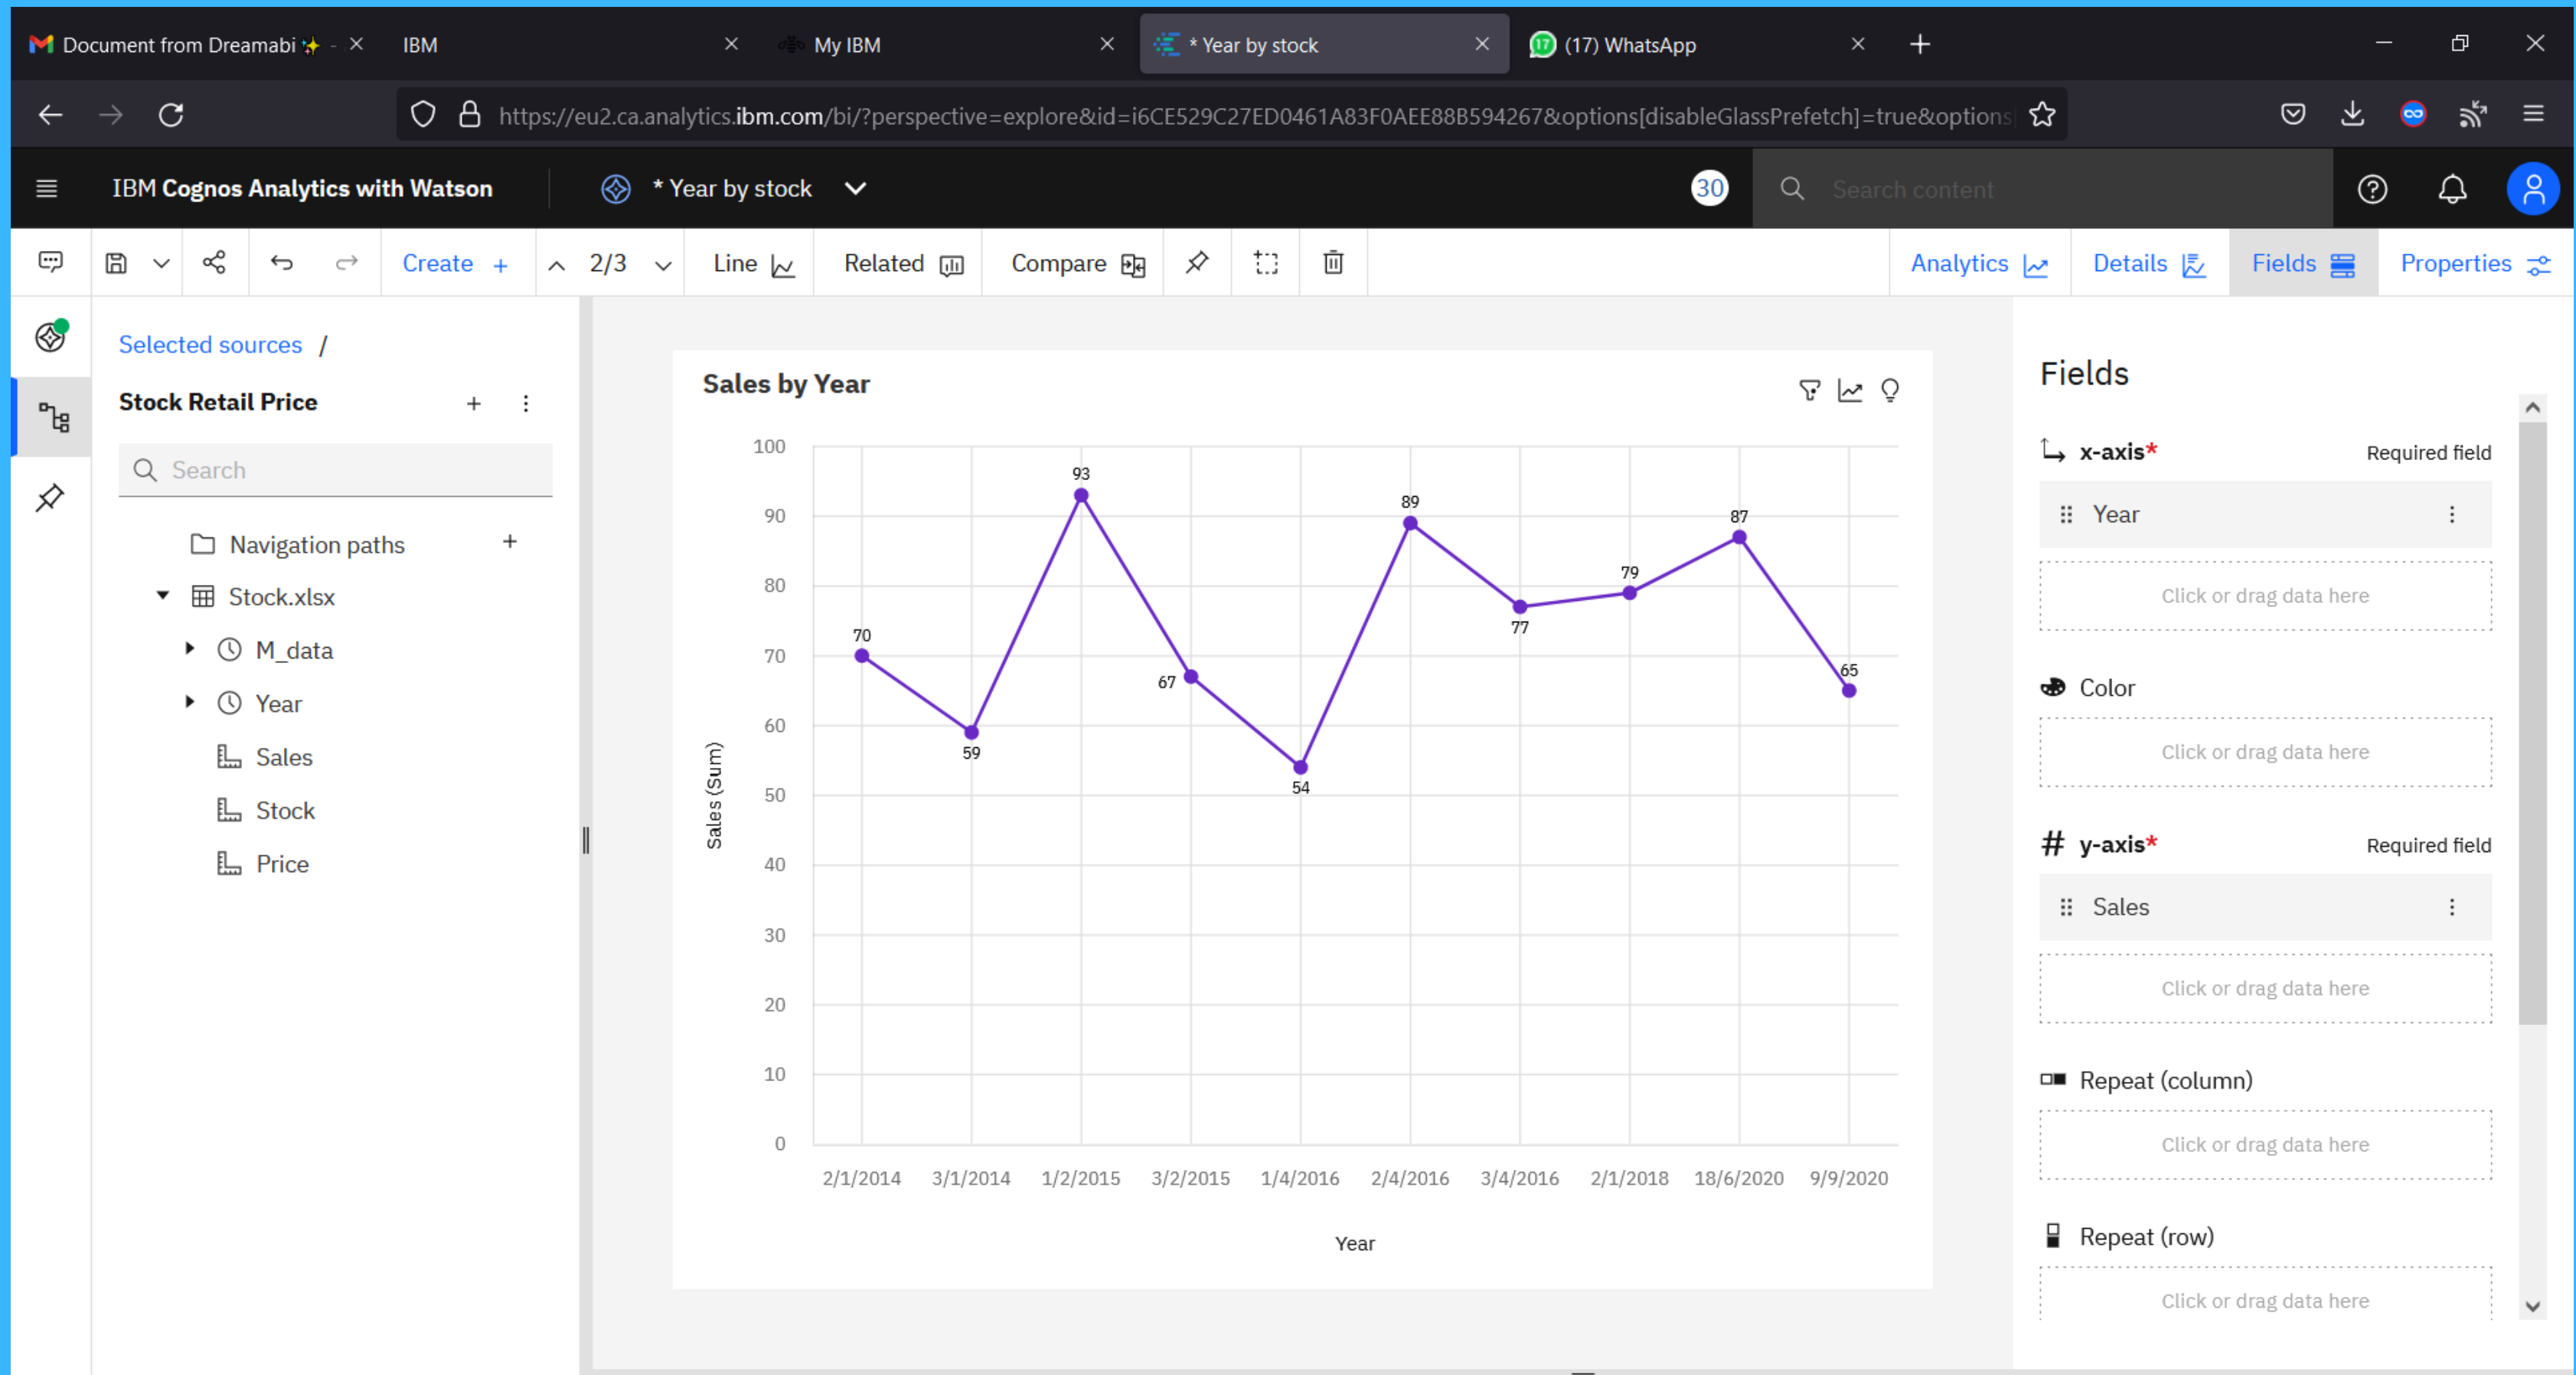 Document from Dreamabi ✨ -
IBM
My IBM
* Year by stock
17 (17) WhatsApp
https://eu2.ca.analytics.ibm.com/bi/?perspective=explore&id=i6CE529C27ED0461A83F0AEE88B594267&options[disableGlassPrefetch]=true&options
IBM Cognos Analytics with Watson
* Year by stock
30
Search content
Create +
2/3
Line
Related
Compare
Analytics
Details
Fields
Properties
Selected sources /
Stock Retail Price
Search
Navigation paths
Stock.xlsx
M_data
Year
Sales
Stock
Price
Sales by Year
100
90
80
70
60
50
40
30
20
10
0
Sales (Sum)
70
59
93
67
54
89
77
79
87
65
2/1/2014 3/1/2014 1/2/2015 3/2/2015 1/4/2016 2/4/2016 3/4/2016 2/1/2018 18/6/2020 9/9/2020
Year
Fields
x-axis* Required field
Year
Click or drag data here
Color
Click or drag data here
# y-axis* Required field
Sales
Click or drag data here
Repeat (column)
Click or drag data here
Repeat (row)
Click or drag data here